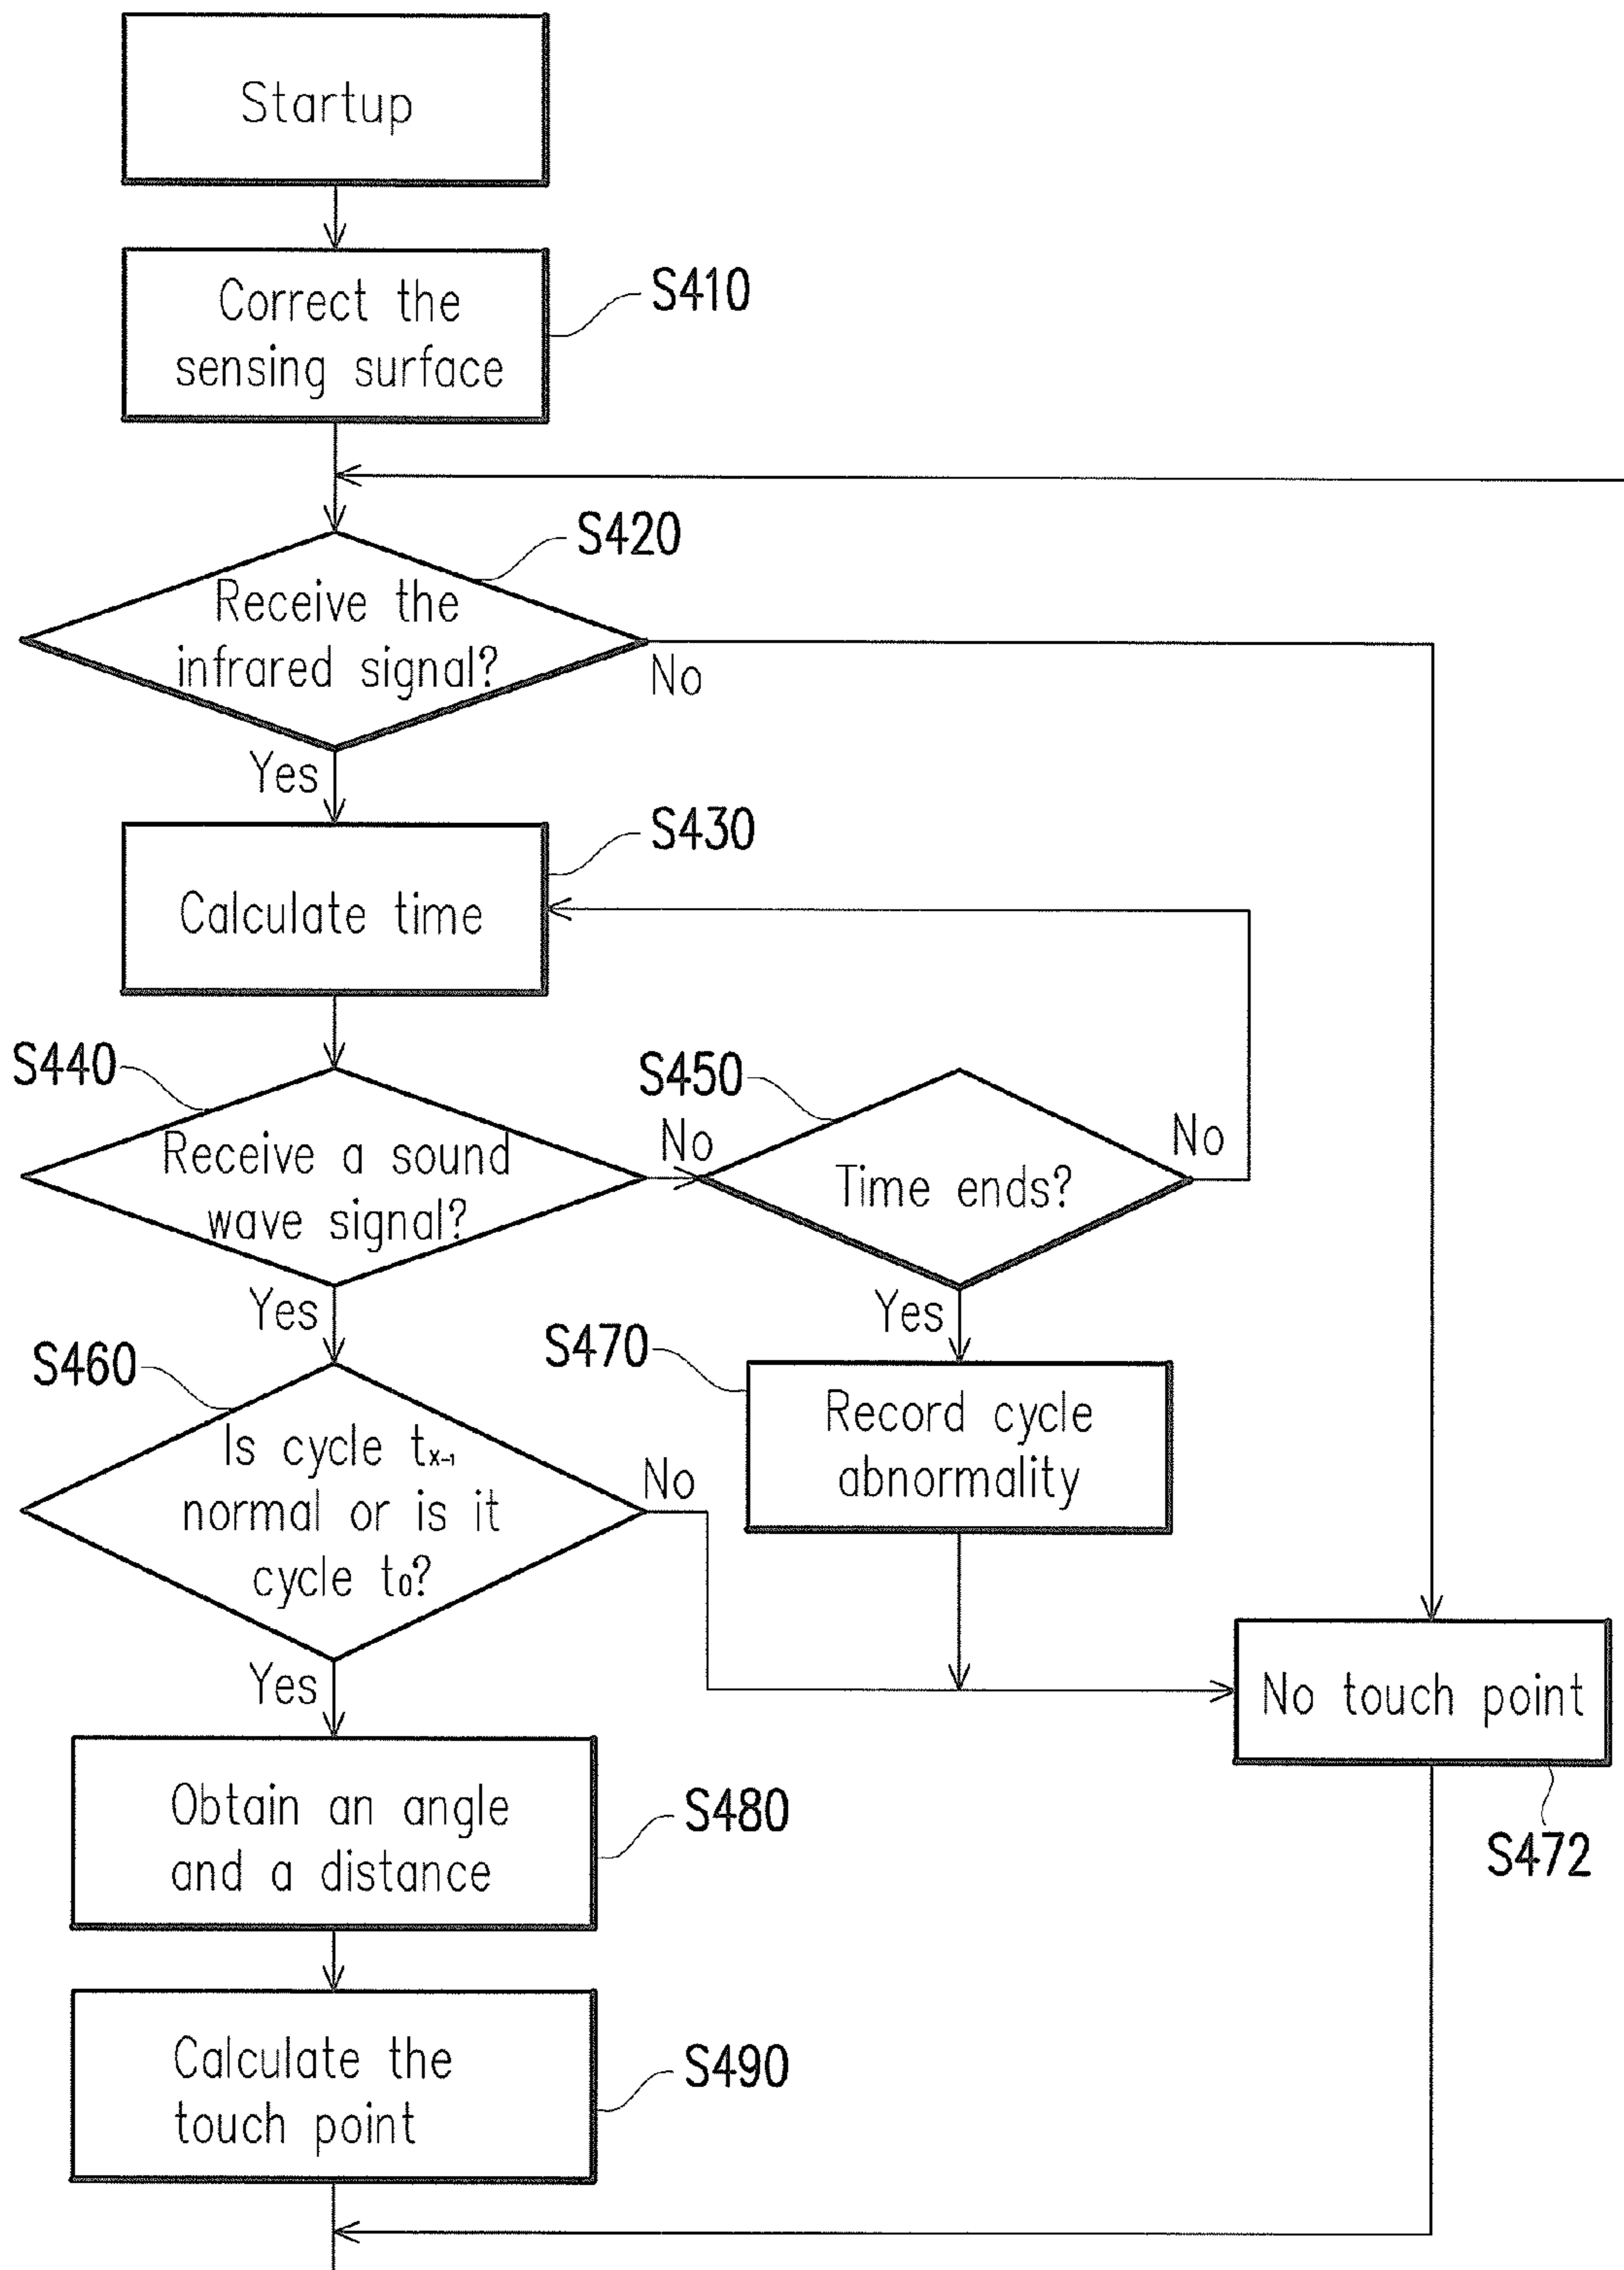 Startup
Correct the
sensing surface
S410
S420
Receive the
infrared signal?
No
Yes
S430
Calculate time
S440
Receive a sound
wave signal?
No
S450
Time ends?
No
Yes
Yes
S460
Is cycle tₓ₋₁
normal or is it
cycle t₀?
No
S470
Record cycle
abnormality
Yes
No touch point
S472
Obtain an angle
and a distance
S480
Calculate the
touch point
S490